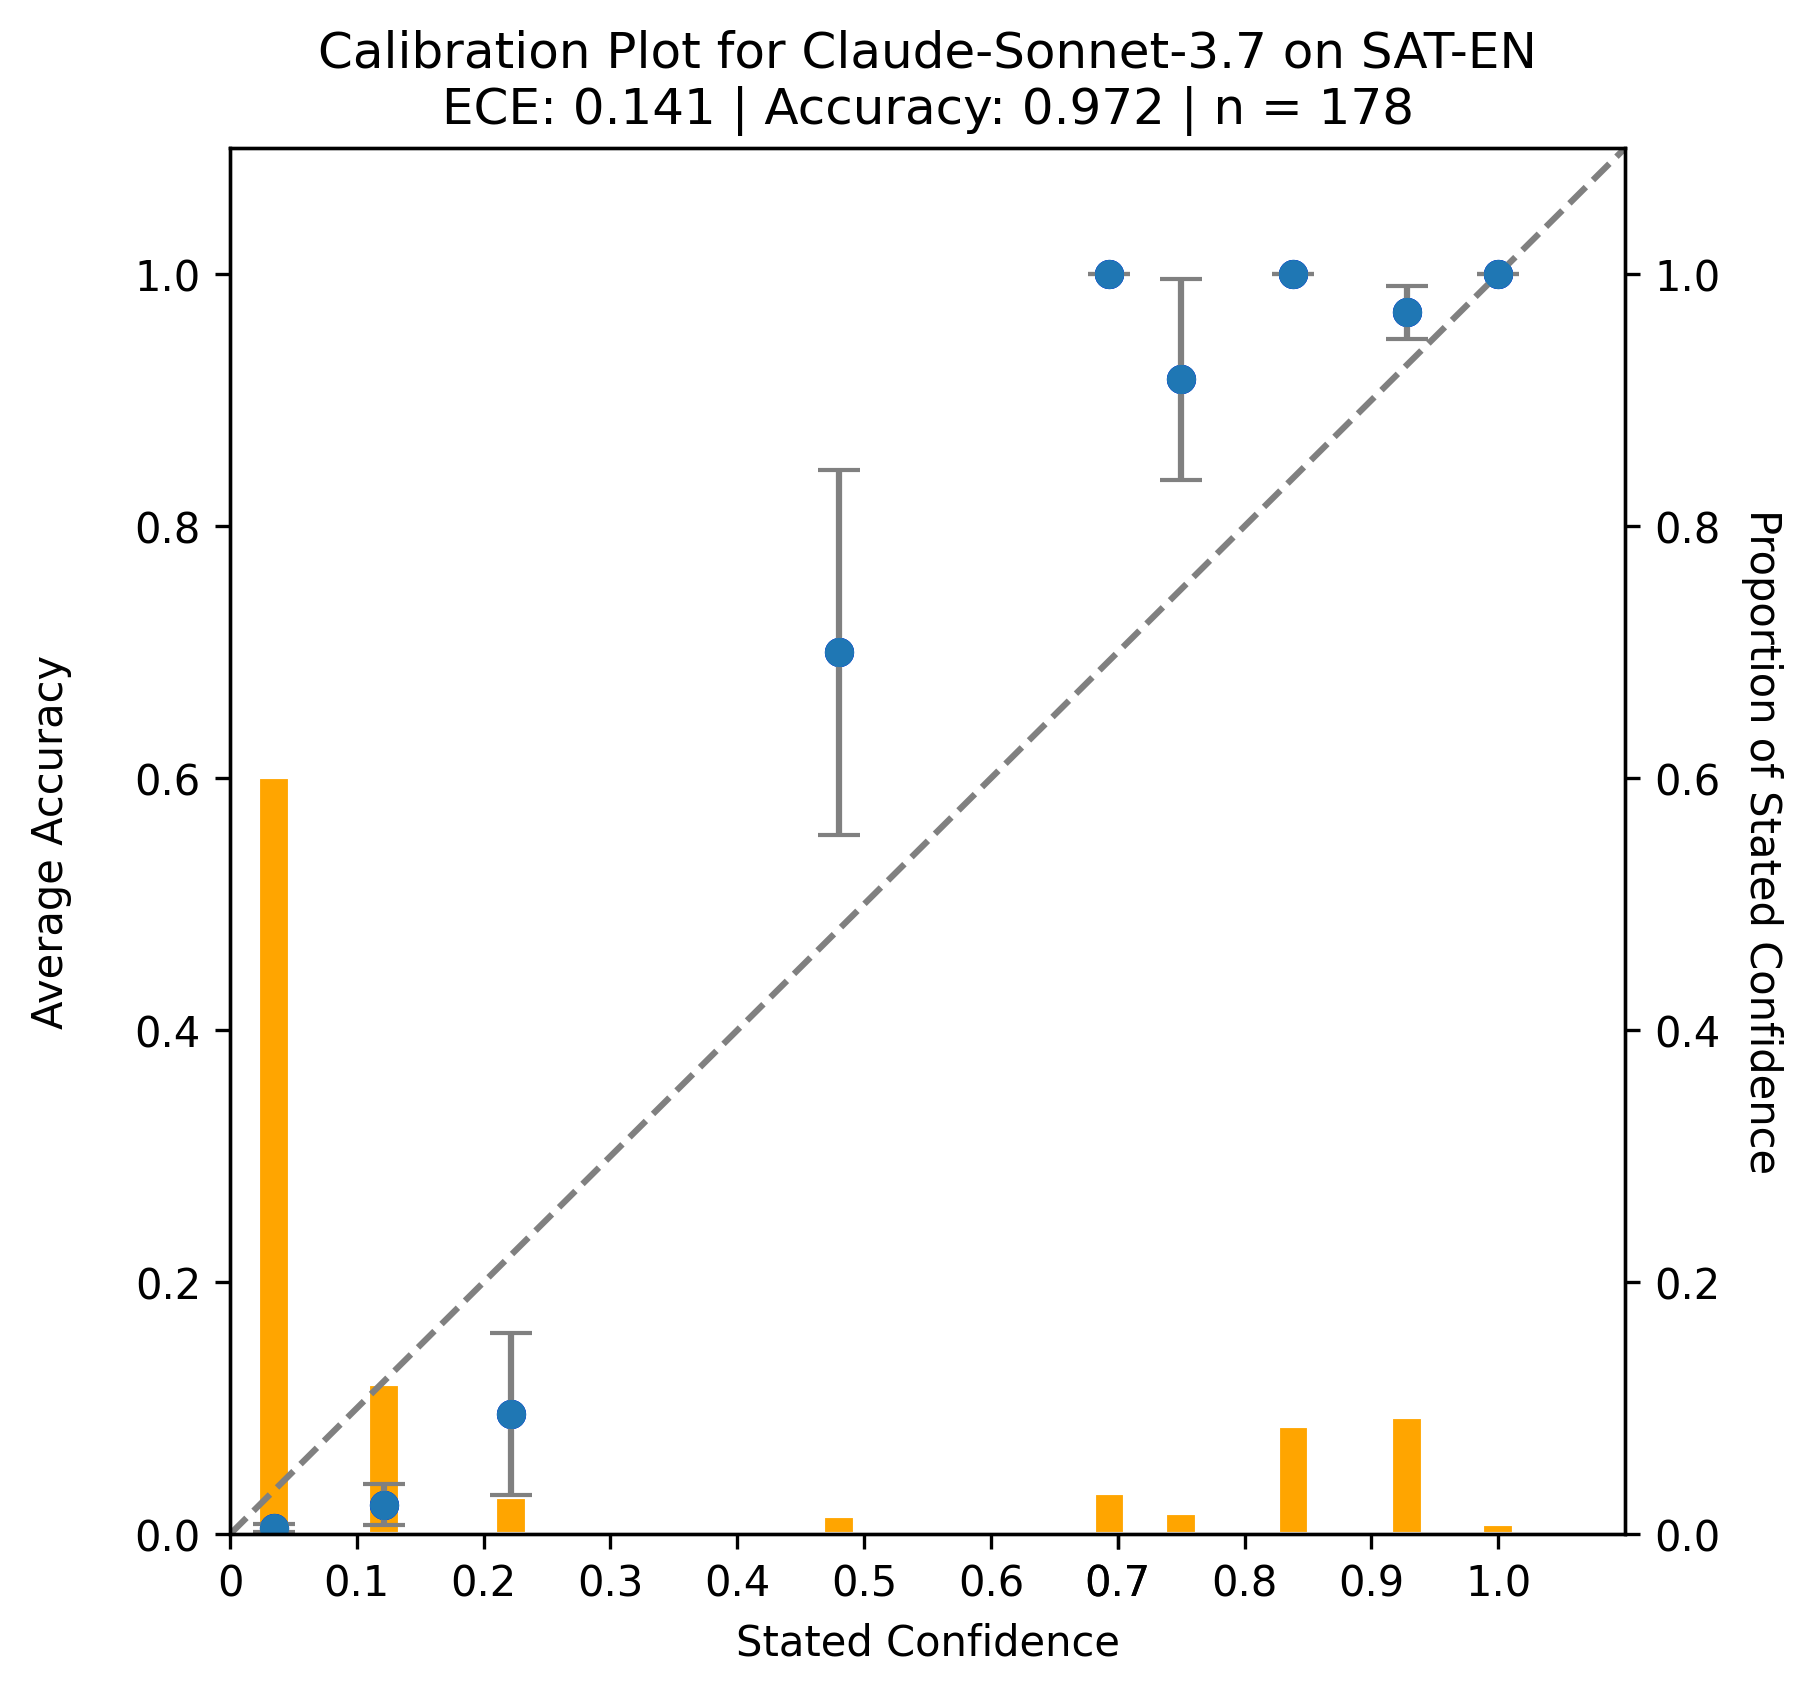 Calibration Plot for Claude-Sonnet-3.7 on SAT-EN
ECE: 0.141 | Accuracy: 0.972 | n = 178
1.0
0.8
0.6
0.4
0.2
0.0
Average Accuracy
1.0
0.8
0.6
0.4
0.2
0.0
Proportion of Stated Confidence
0 0.1 0.2 0.3 0.4 0.5 0.6 0.7 0.8 0.9 1.0
Stated Confidence